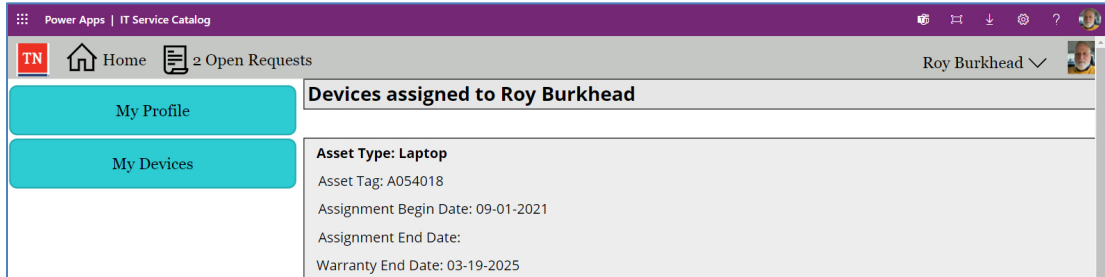 Power Apps | IT Service Catalog
?
TN
Home
2 Open Requests
Roy Burkhead
My Profile
My Devices
Devices assigned to Roy Burkhead
Asset Type: Laptop
Asset Tag: A054018
Assignment Begin Date: 09-01-2021
Assignment End Date:
Warranty End Date: 03-19-2025